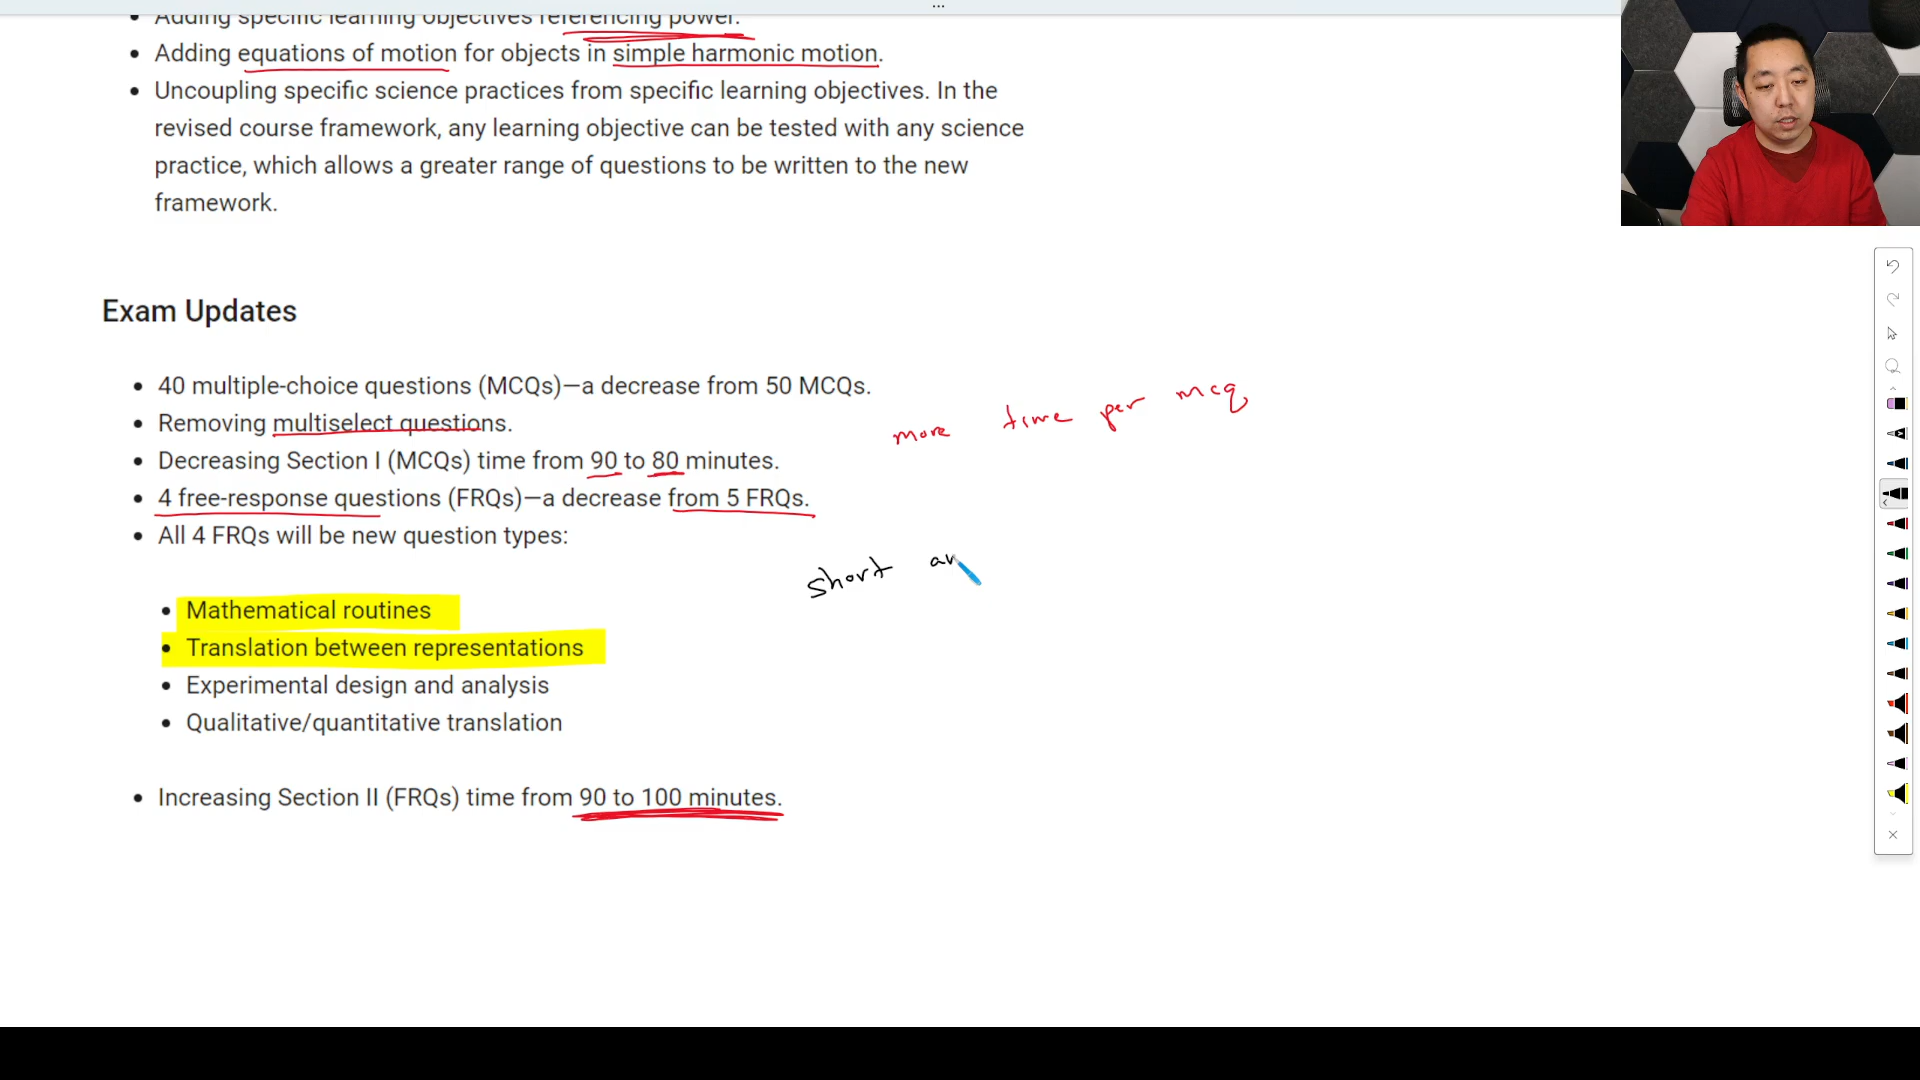 ...
• Adding specific learning objectives referencing power.
• Adding equations of motion for objects in simple harmonic motion.
• Uncoupling specific science practices from specific learning objectives. In the
revised course framework, any learning objective can be tested with any science
practice, which allows a greater range of questions to be written to the new
framework.
Exam Updates
• 40 multiple-choice questions (MCQs)—a decrease from 50 MCQs.
more time per mcq
• Removing multiselect questions.
• Decreasing Section I (MCQs) time from 90 to 80 minutes.
• 4 free-response questions (FRQs)—a decrease from 5 FRQs.
• All 4 FRQs will be new question types:
short an
• Mathematical routines
• Translation between representations
• Experimental design and analysis
• Qualitative/quantitative translation
• Increasing Section II (FRQs) time from 90 to 100 minutes.